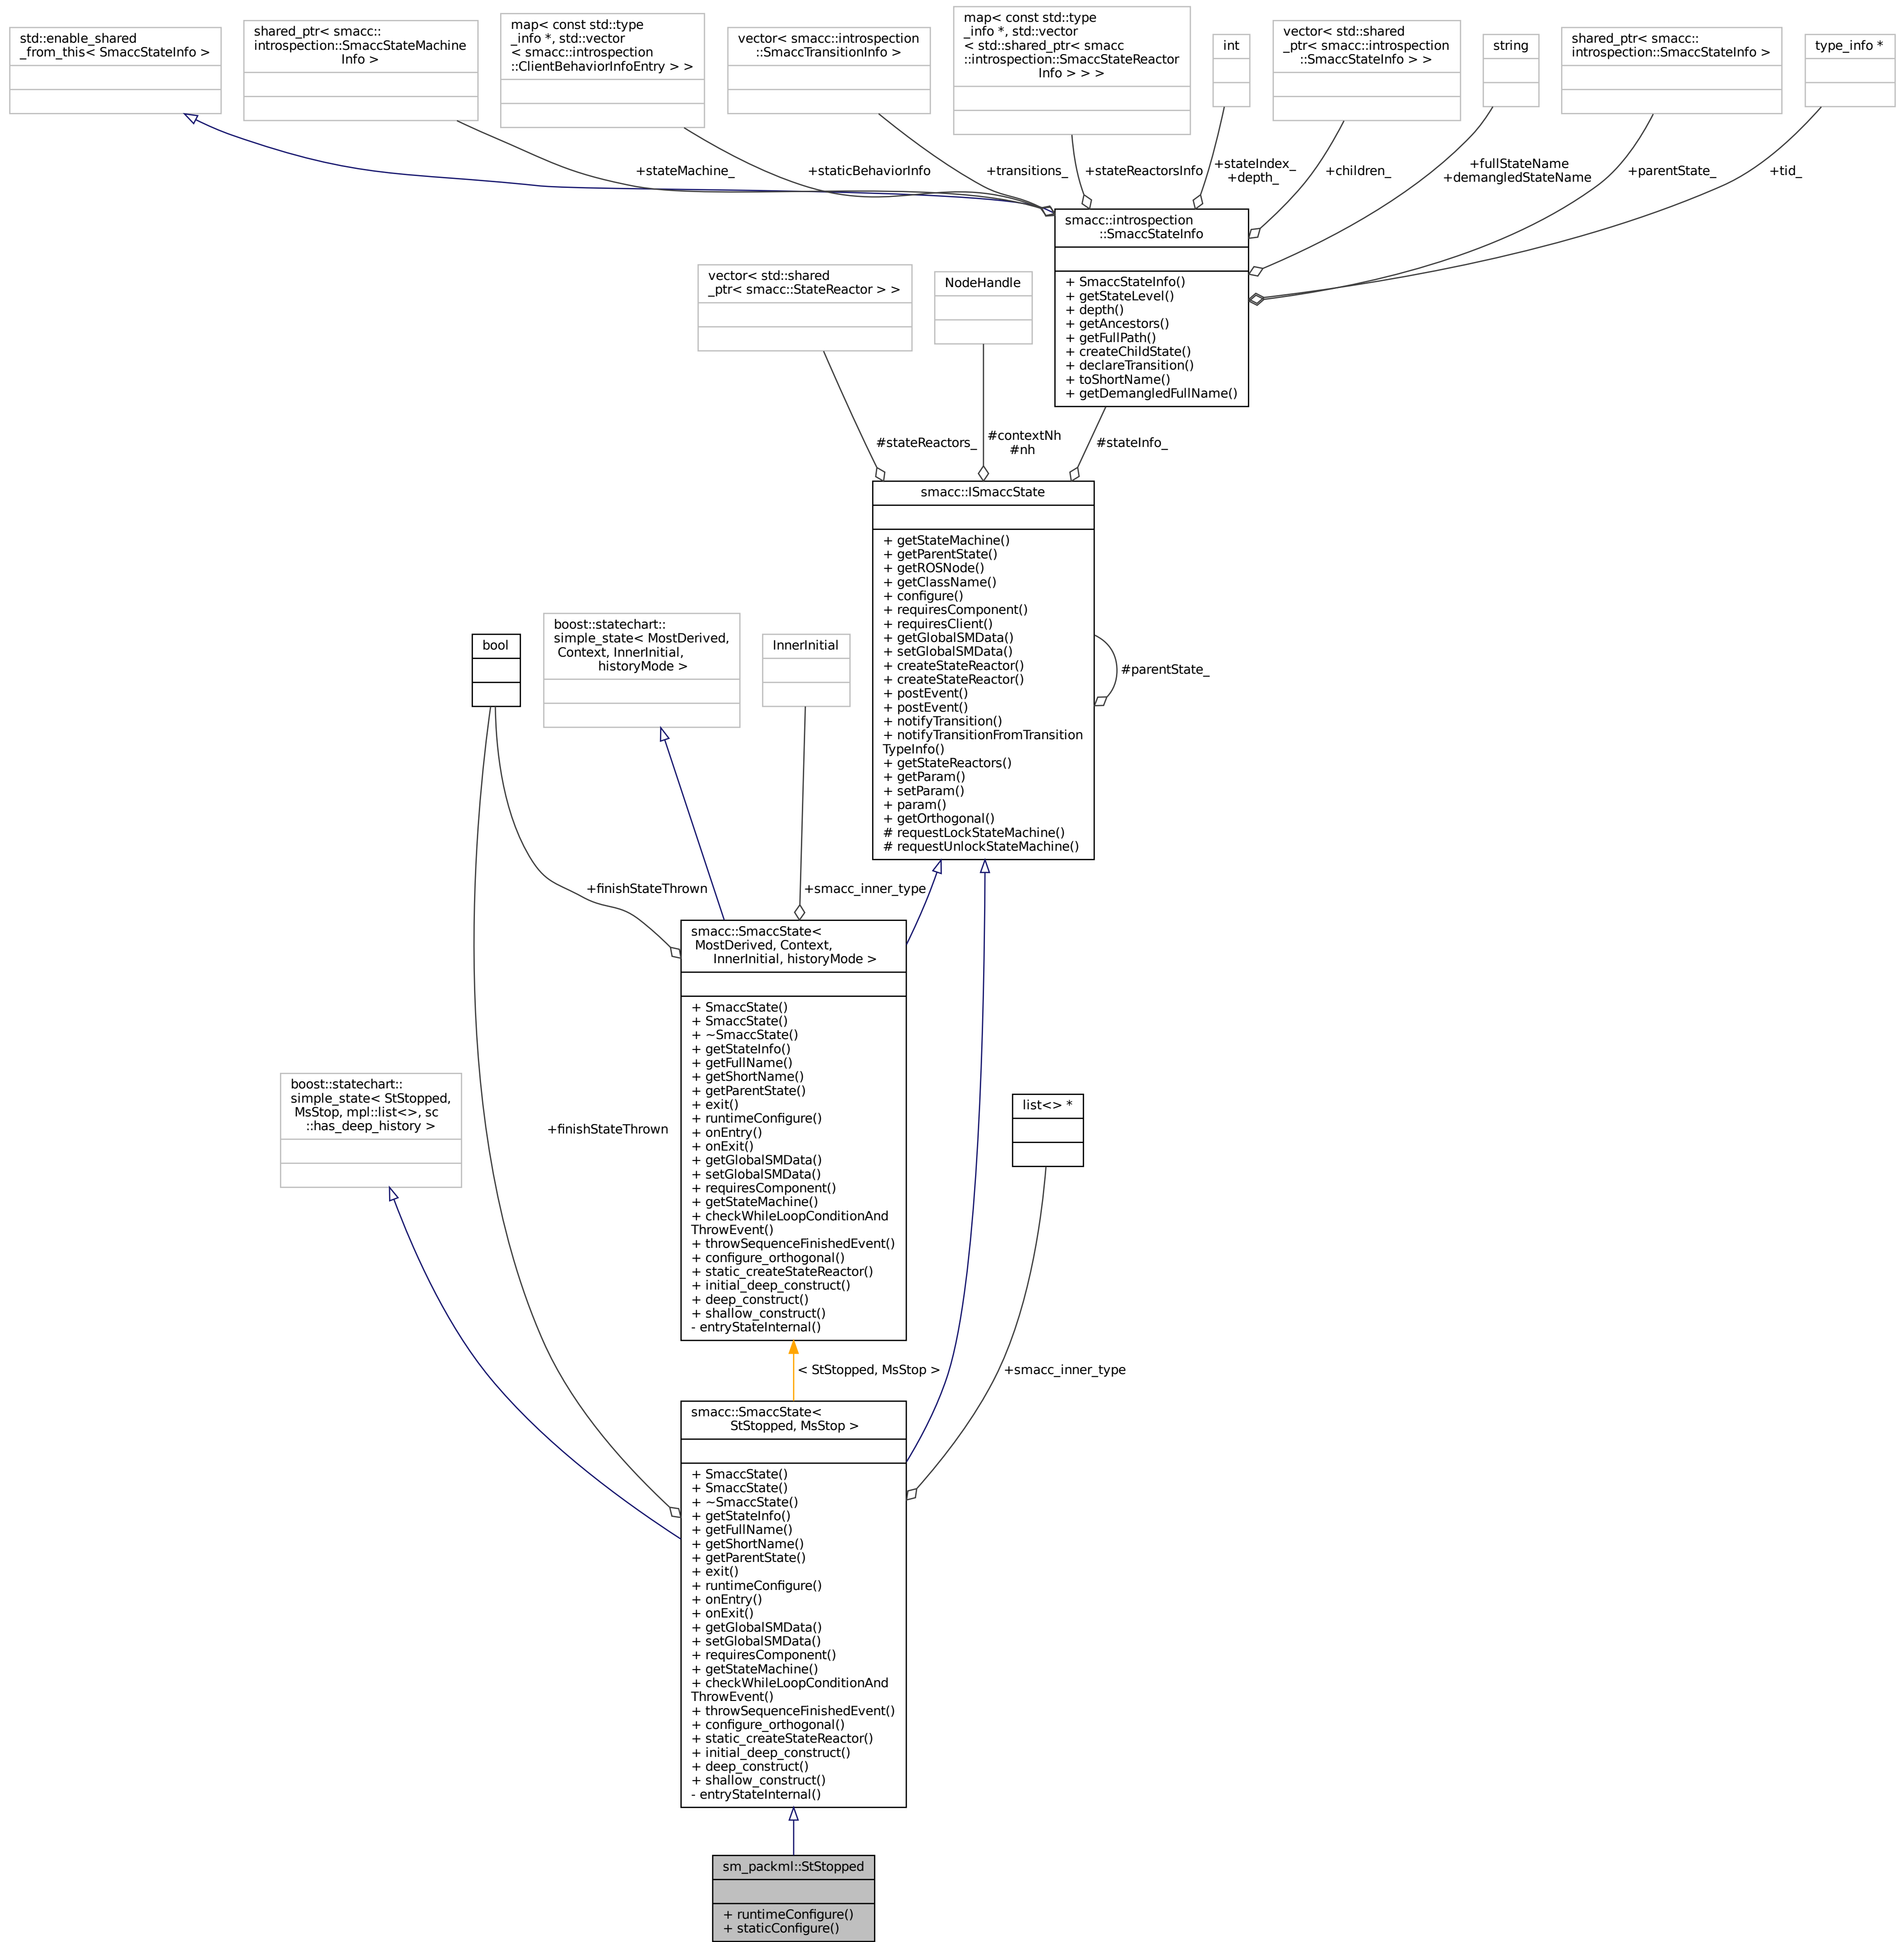 std::enable_shared
_from_this< SmaccStateInfo >
shared_ptr< smacc::
introspection::SmaccStateMachine
Info >
map< const std::type
_info *, std::vector
< smacc::introspection
::ClientBehaviorInfoEntry > >
vector< smacc::introspection
::SmaccTransitionInfo >
map< const std::type
_info *, std::vector
< std::shared_ptr< smacc
::introspection::SmaccStateReactor
Info > > >
int
vector< std::shared
_ptr< smacc::introspection
::SmaccStateInfo > >
string
shared_ptr< smacc::
introspection::SmaccStateInfo >
type_info *
+stateMachine_
+staticBehaviorInfo
+transitions_
+stateReactorsInfo
+stateIndex_
+depth_
+children_
+fullStateName
+demangledStateName
+parentState_
+tid_
smacc::introspection
::SmaccStateInfo
+ SmaccStateInfo()
+ getStateLevel()
+ depth()
+ getAncestors()
+ getFullPath()
+ createChildState()
+ declareTransition()
+ toShortName()
+ getDemangledFullName()
vector< std::shared
_ptr< smacc::StateReactor > >
NodeHandle
#stateReactors_
#contextNh
#nh
#stateInfo_
smacc::ISmaccState
+ getStateMachine()
+ getParentState()
+ getROSNode()
+ getClassName()
+ configure()
+ requiresComponent()
+ requiresClient()
+ getGlobalSMData()
+ setGlobalSMData()
+ createStateReactor()
+ createStateReactor()
+ postEvent()
+ postEvent()
+ notifyTransition()
+ notifyTransitionFromTransition
TypeInfo()
+ getStateReactors()
+ getParam()
+ setParam()
+ param()
+ getOrthogonal()
# requestLockStateMachine()
# requestUnlockStateMachine()
#parentState_
bool
boost::statechart::
simple_state< MostDerived,
Context, InnerInitial,
historyMode >
InnerInitial
+finishStateThrown
+smacc_inner_type
smacc::SmaccState<
MostDerived, Context,
InnerInitial, historyMode >
+ SmaccState()
+ SmaccState()
+ ~SmaccState()
+ getStateInfo()
+ getFullName()
+ getShortName()
+ getParentState()
+ exit()
+ runtimeConfigure()
+ onEntry()
+ onExit()
+ getGlobalSMData()
+ setGlobalSMData()
+ requiresComponent()
+ getStateMachine()
+ checkWhileLoopConditionAnd
ThrowEvent()
+ throwSequenceFinishedEvent()
+ configure_orthogonal()
+ static_createStateReactor()
+ initial_deep_construct()
+ deep_construct()
+ shallow_construct()
- entryStateInternal()
boost::statechart::
simple_state< StStopped,
MsStop, mpl::list<>, sc
::has_deep_history >
+finishStateThrown
list<> *
< StStopped, MsStop >
+smacc_inner_type
smacc::SmaccState<
StStopped, MsStop >
+ SmaccState()
+ SmaccState()
+ ~SmaccState()
+ getStateInfo()
+ getFullName()
+ getShortName()
+ getParentState()
+ exit()
+ runtimeConfigure()
+ onEntry()
+ onExit()
+ getGlobalSMData()
+ setGlobalSMData()
+ requiresComponent()
+ getStateMachine()
+ checkWhileLoopConditionAnd
ThrowEvent()
+ throwSequenceFinishedEvent()
+ configure_orthogonal()
+ static_createStateReactor()
+ initial_deep_construct()
+ deep_construct()
+ shallow_construct()
- entryStateInternal()
sm_packml::StStopped
+ runtimeConfigure()
+ staticConfigure()